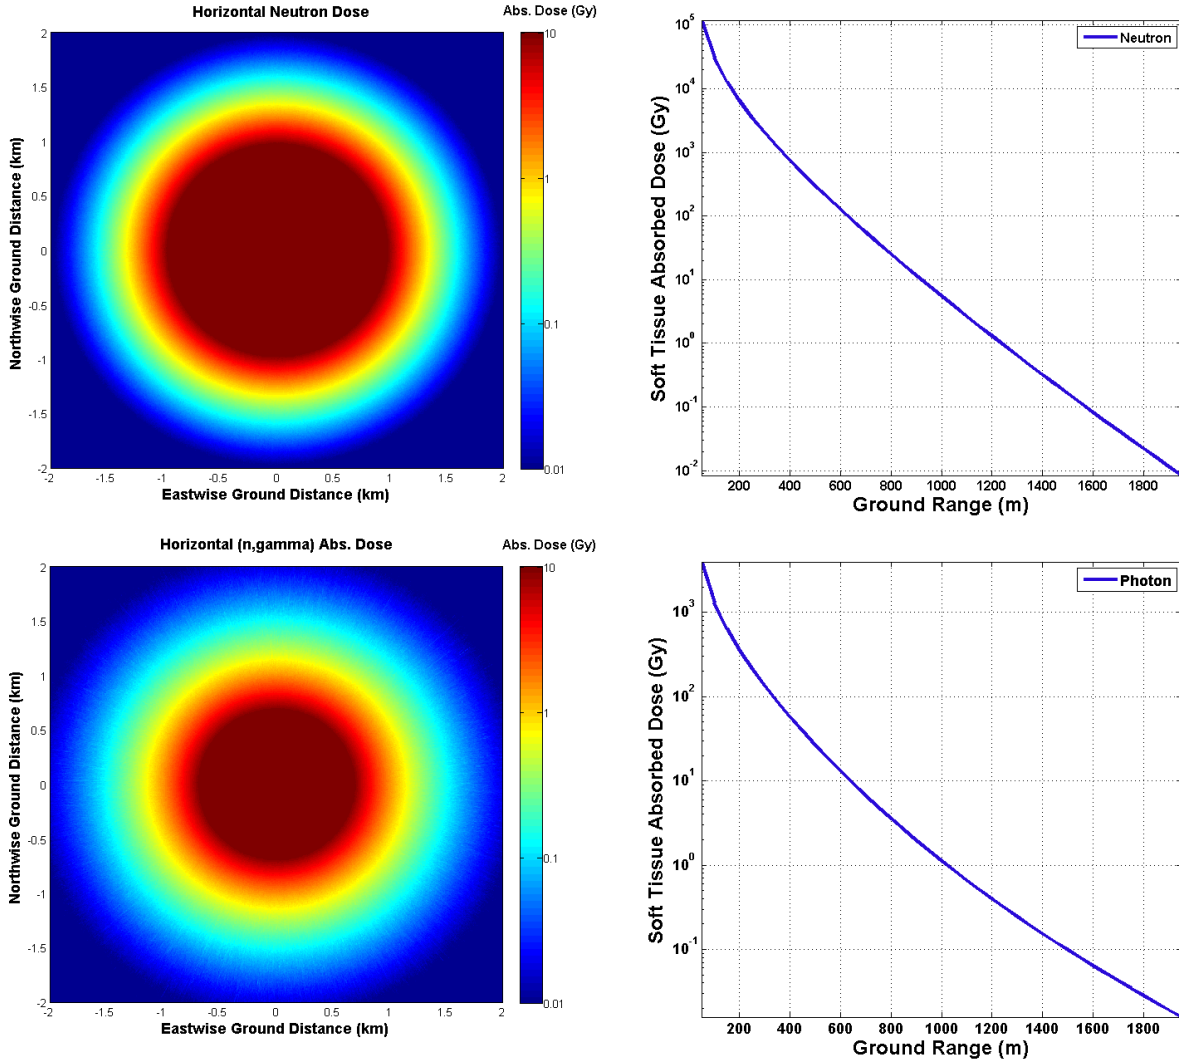 Horizontal Neutron Dose
Abs. Dose (Gy)
2
1.5
1
0.5
0
-0.5
-1
-1.5
-2
Northwise Ground Distance (km)
-2 -1.5 -1 -0.5 0 0.5 1 1.5 2
Eastwise Ground Distance (km)
10
1
0.1
0.01
Neutron
10^5
10^4
10^3
10^2
10^1
10^0
10^-1
10^-2
Soft Tissue Absorbed Dose (Gy)
200 400 600 800 1000 1200 1400 1600 1800
Ground Range (m)
Horizontal (n,gamma) Abs. Dose
Abs. Dose (Gy)
2
1.5
1
0.5
0
-0.5
-1
-1.5
-2
Northwise Ground Distance (km)
-2 -1.5 -1 -0.5 0 0.5 1 1.5 2
Eastwise Ground Distance (km)
10
1
0.1
0.01
Photon
10^3
10^2
10^1
10^0
10^-1
Soft Tissue Absorbed Dose (Gy)
200 400 600 800 1000 1200 1400 1600 1800
Ground Range (m)